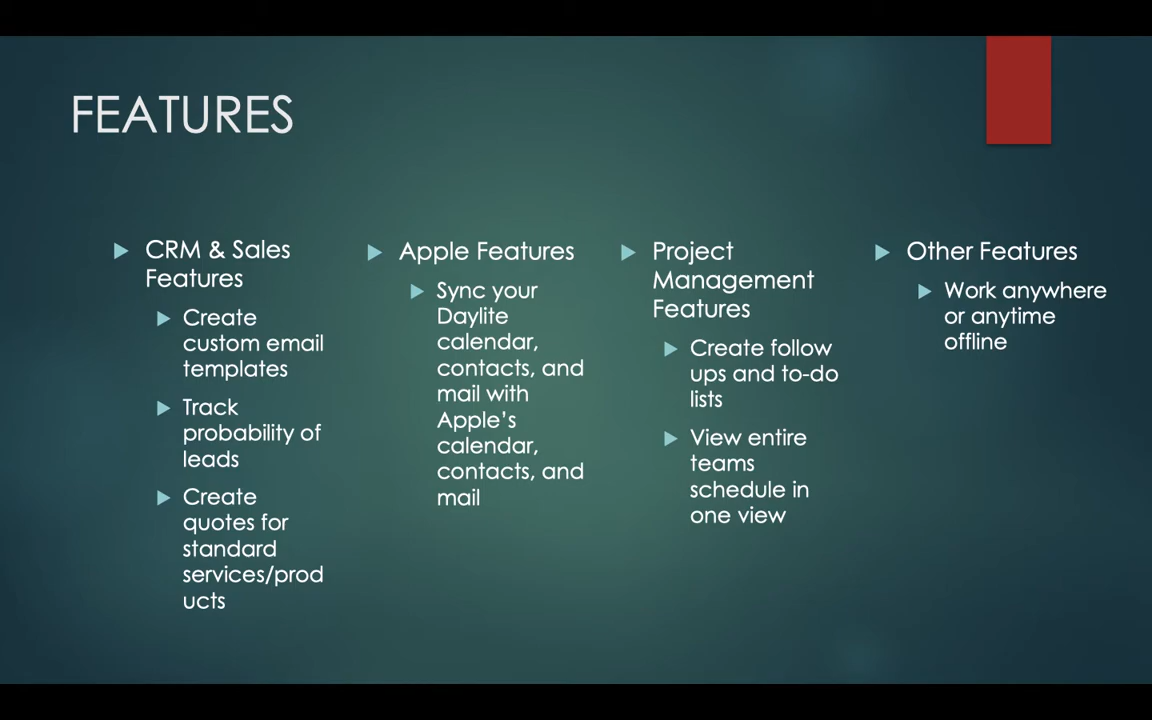 FEATURES
CRM & Sales
Features
Create
custom email
templates
Track
probability of
leads
Create
quotes for
standard
services/prod
ucts
Apple Features
Sync your
Daylite
calendar,
contacts, and
mail with
Apple's
calendar,
contacts, and
mail
Project
Management
Features
Create follow
ups and to-do
lists
View entire
teams
schedule in
one view
Other Features
Work anywhere
or anytime
offline